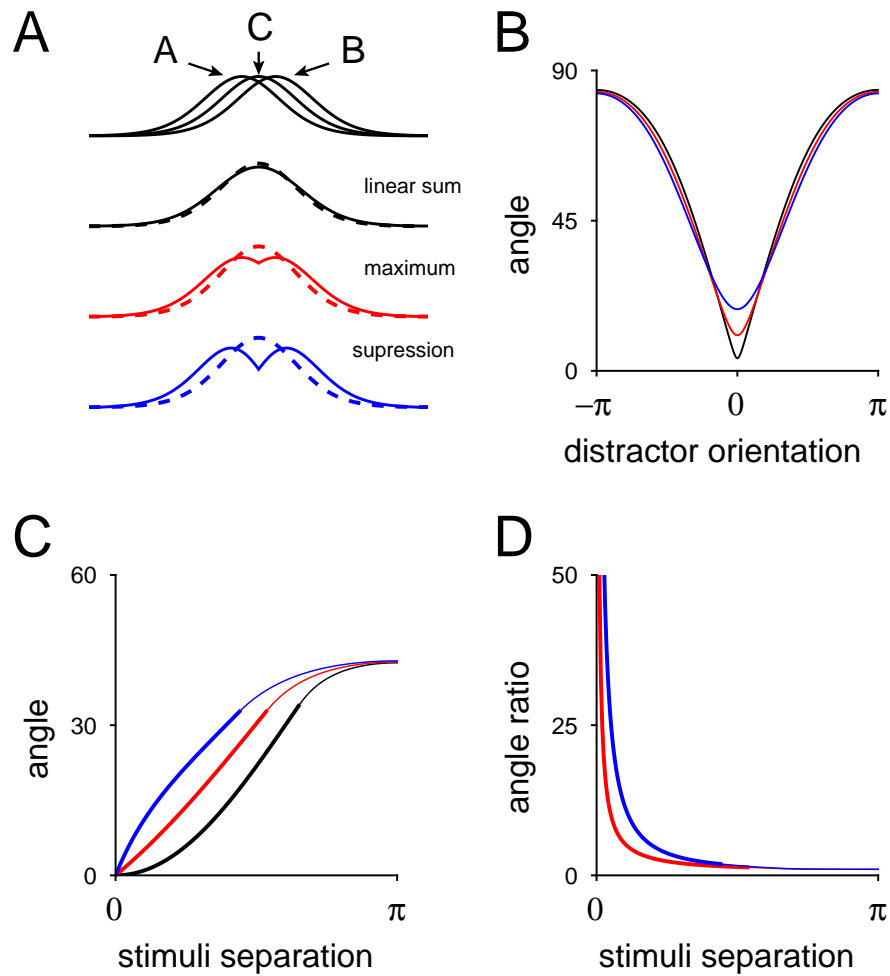 A
A
C
B
linear sum
maximum
supression
B
90
45
0
angle
−π
0
π
distractor orientation
C
60
30
0
angle
0
π
stimuli separation
D
50
25
0
angle ratio
0
π
stimuli separation